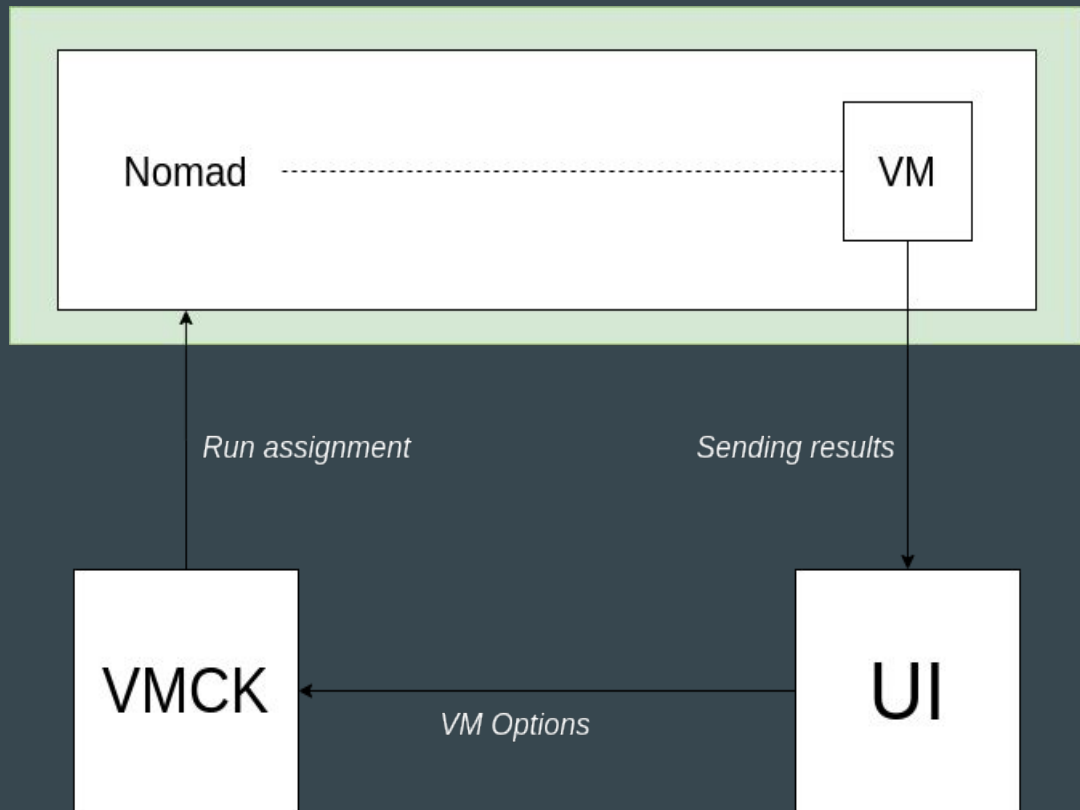 Nomad
VM
Run assignment
Sending results
VMCK
UI
VM Options